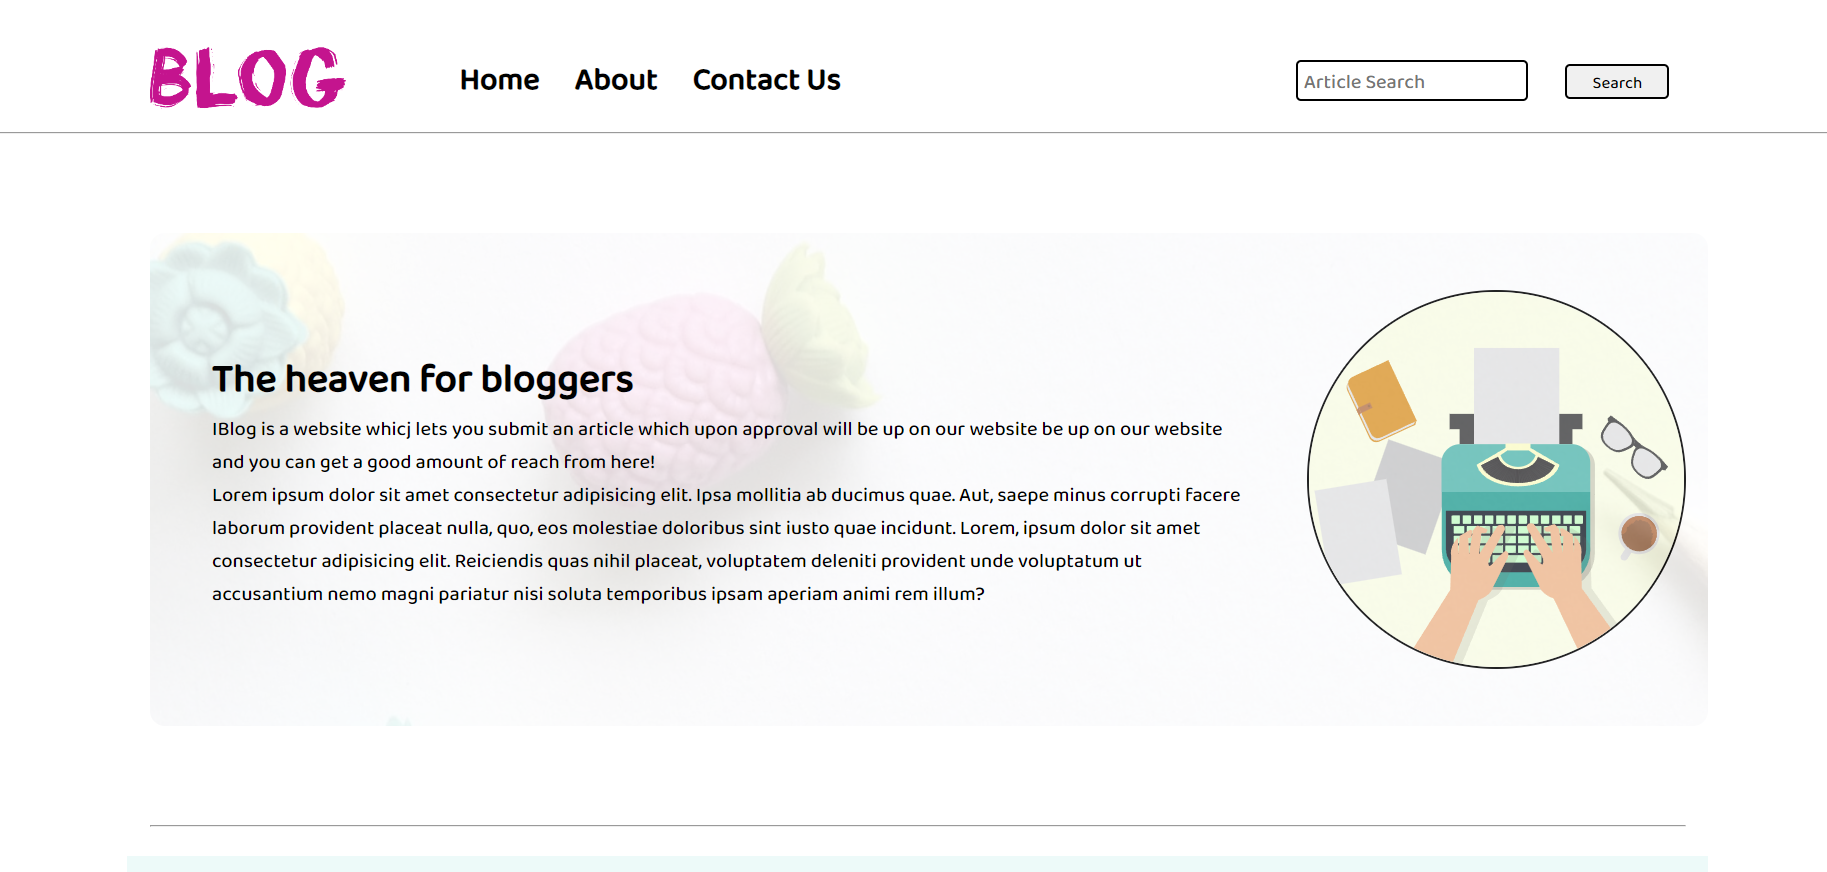 BLOG
Home About Contact Us
Article Search
Search
The heaven for bloggers
IBlog is a website whicj lets you submit an article which upon approval will be up on our website be up on our website
and you can get a good amount of reach from here!
Lorem ipsum dolor sit amet consectetur adipisicing elit. Ipsa mollitia ab ducimus quae. Aut, saepe minus corrupti facere
laborum provident placeat nulla, quo, eos molestiae doloribus sint iusto quae incidunt. Lorem, ipsum dolor sit amet
consectetur adipisicing elit. Reiciendis quas nihil placeat, voluptatem deleniti provident unde voluptatum ut
accusantium nemo magni pariatur nisi soluta temporibus ipsam aperiam animi rem illum?